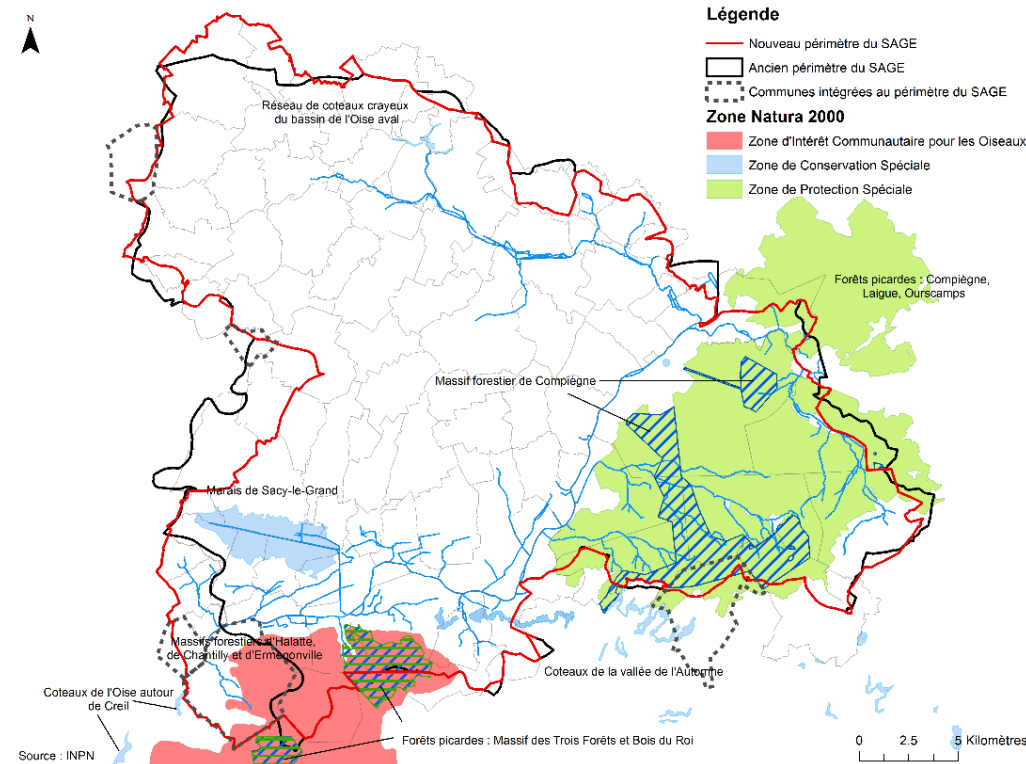 N
Légende
Nouveau périmètre du SAGE
Ancien périmètre du SAGE
Communes intégrées au périmètre du SAGE
Zone Natura 2000
Zone d'Intérêt Communautaire pour les Oiseaux
Zone de Conservation Spéciale
Zone de Protection Spéciale
Réseau de coteaux crayeux
du bassin de l'Oise aval
Forêts picardes : Compiègne,
Laigue, Ourscamps
Massif forestier de Compiègne
Marais de Sacy-le-Grand
Massifs forestiers d'Halatte,
de Chantilly et d'Ermenonville
Coteaux de la vallée de l'Automne
Coteaux de l'Oise autour
de Creil
Forêts picardes : Massif des Trois Forêts et Bois du Roi
Source : INPN
0 2.5 5 Kilomètres